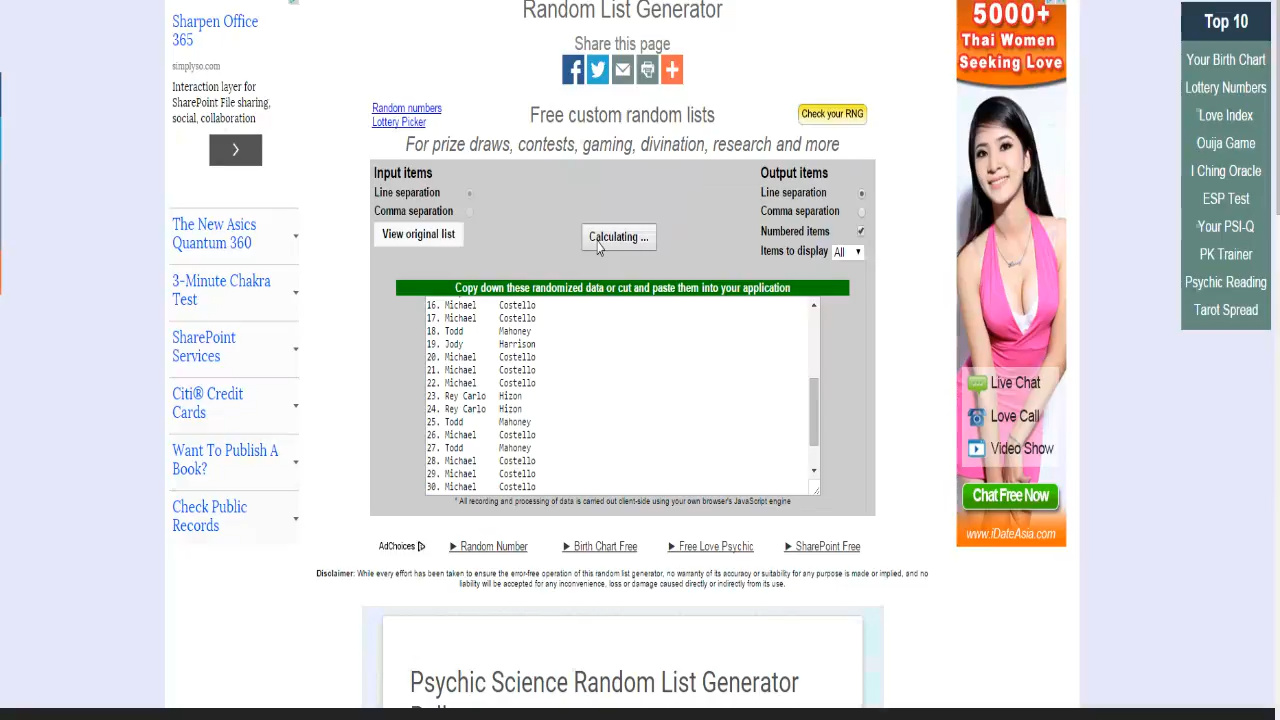 Sharpen Office
365
simplyso.com
Interaction layer for
SharePoint File sharing,
social, collaboration
The New Asics
Quantum 360
3-Minute Chakra
Test
SharePoint
Services
Citi® Credit
Cards
Want To Publish A
Book?
Check Public
Records
Random List Generator
Share this page
Random numbers
Lottery Picker
Free custom random lists
Check your RNG
For prize draws, contests, gaming, divination, research and more
Input items
Line separation
Comma separation
View original list
Calculating ...
Output items
Line separation
Comma separation
Numbered items
Items to display All
Copy down these randomized data or cut and paste them into your application
16. Michael Costello
17. Michael Costello
18. Todd Mahoney
19. Jody Harrison
20. Michael Costello
21. Michael Costello
22. Michael Costello
23. Rey Carlo Hizon
24. Rey Carlo Hizon
25. Todd Mahoney
26. Michael Costello
27. Todd Mahoney
28. Michael Costello
29. Michael Costello
30. Michael Costello
* All recording and processing of data is carried out client-side using your own browser's JavaScript engine
AdChoices
Random Number
Birth Chart Free
Free Love Psychic
SharePoint Free
Disclaimer: While every effort has been taken to ensure the error-free operation of this random list generator, no warranty of its accuracy or suitability for any purpose is made or implied, and no
liability will be accepted for any inconvenience, loss or damage caused directly or indirectly from its use.
Psychic Science Random List Generator
5000+
Thai Women
Seeking Love
Live Chat
Love Call
Video Show
Chat Free Now
www.iDateAsia.com
Top 10
Your Birth Chart
Lottery Numbers
Love Index
Ouija Game
I Ching Oracle
ESP Test
Your PSI-Q
PK Trainer
Psychic Reading
Tarot Spread